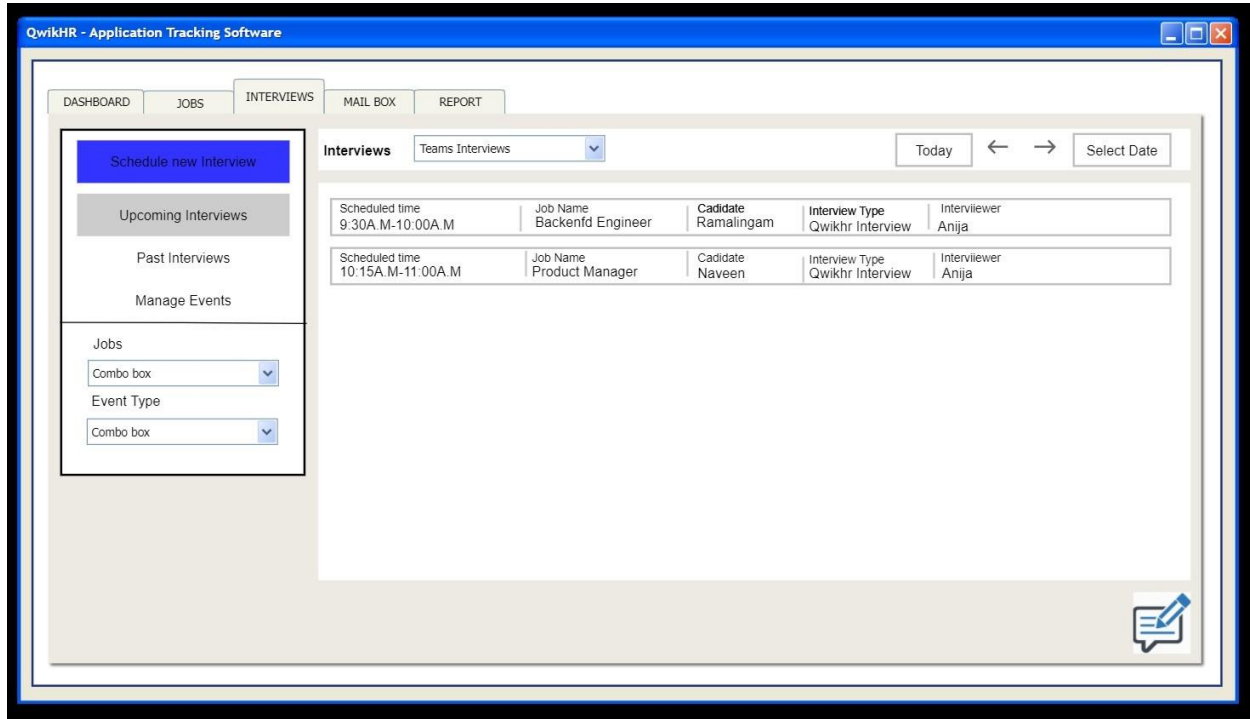 QwikHR - Application Tracking Software
DASHBOARD JOBS INTERVIEWS MAIL BOX REPORT
Schedule new Interview
Upcoming Interviews
Past Interviews
Manage Events
Jobs
Combo box
Event Type
Combo box
Interviews Teams Interviews Today ← → Select Date
Scheduled time Job Name Cadidate Interview Type Interviiewer
9:30A.M-10:00A.M Backenfd Engineer Ramalingam Qwikhr Interview Anija
Scheduled time Job Name Cadidate Interview Type Interviiewer
10:15A.M-11:00A.M Product Manager Naveen Qwikhr Interview Anija